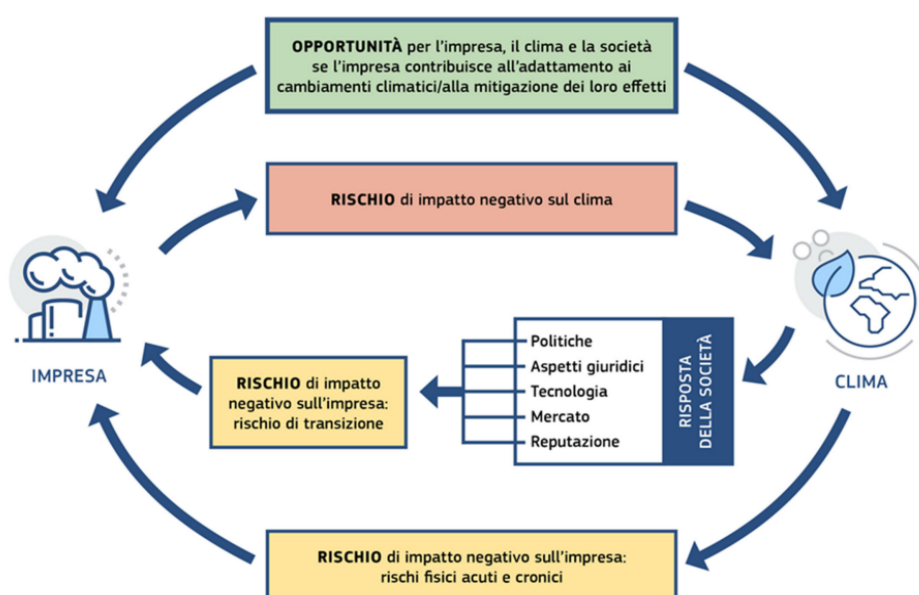 OPPORTUNITÀ per l'impresa, il clima e la società
se l'impresa contribuisce all'adattamento ai
cambiamenti climatici/alla mitigazione dei loro effetti
RISCHIO di impatto negativo sul clima
IMPRESA
RISCHIO di impatto
negativo sull'impresa:
rischio di transizione
Politiche
Aspetti giuridici
Tecnologia
Mercato
Reputazione
RISPOSTA
DELLA SOCIETÀ
CLIMA
RISCHIO di impatto negativo sull'impresa:
rischi fisici acuti e cronici